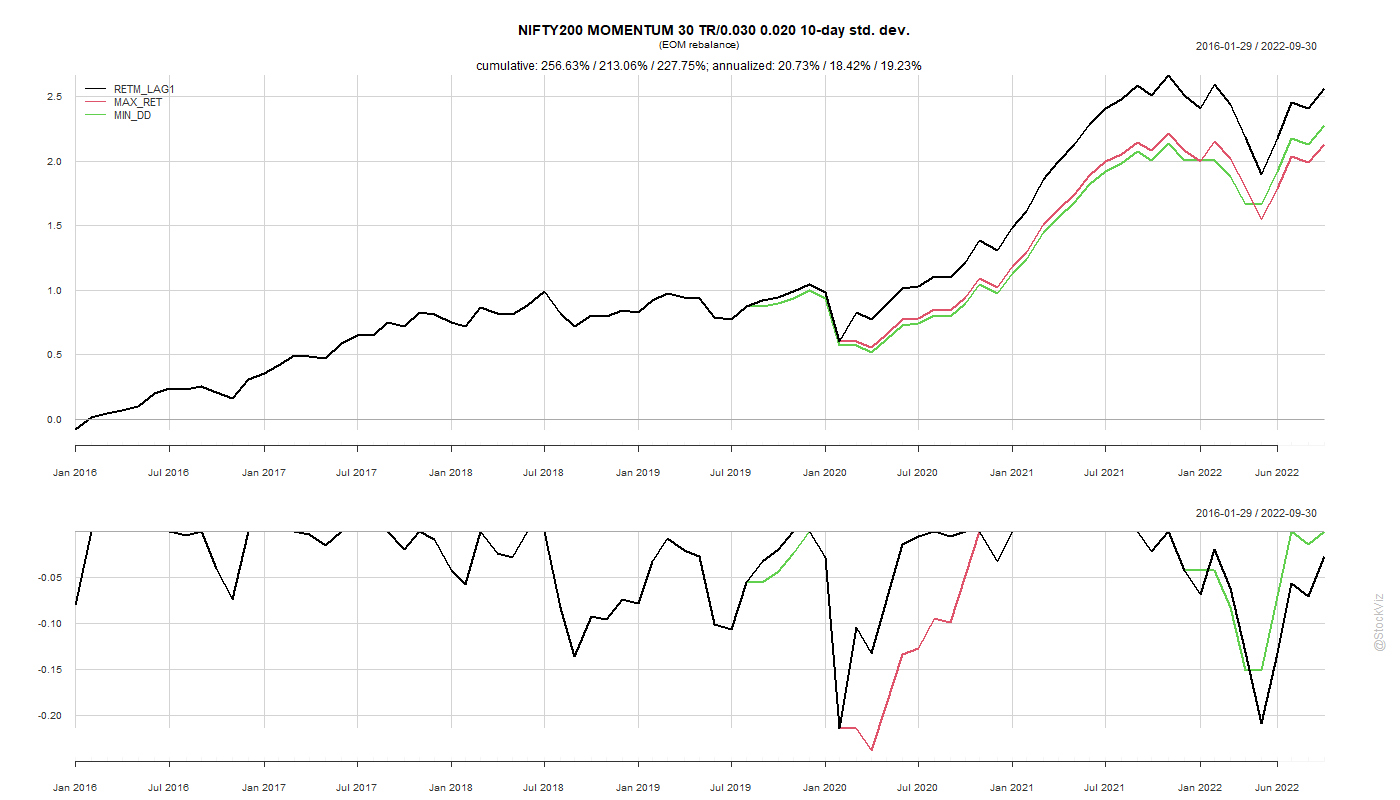 NIFTY200 MOMENTUM 30 TR/0.030 0.020 10-day std. dev.
(EOM rebalance)
2016-01-29 / 2022-09-30
cumulative: 256.63% / 213.06% / 227.75%; annualized: 20.73% / 18.42% / 19.23%
RETM_LAG1
MAX_RET
MIN_DD
2.5
2.0
1.5
1.0
0.5
0.0
Jan 2016 Jul 2016 Jan 2017 Jul 2017 Jan 2018 Jul 2018 Jan 2019 Jul 2019 Jan 2020 Jul 2020 Jan 2021 Jul 2021 Jan 2022 Jun 2022
2016-01-29 / 2022-09-30
-0.05
-0.10
-0.15
-0.20
Jan 2016 Jul 2016 Jan 2017 Jul 2017 Jan 2018 Jul 2018 Jan 2019 Jul 2019 Jan 2020 Jul 2020 Jan 2021 Jul 2021 Jan 2022 Jun 2022
@StockViz